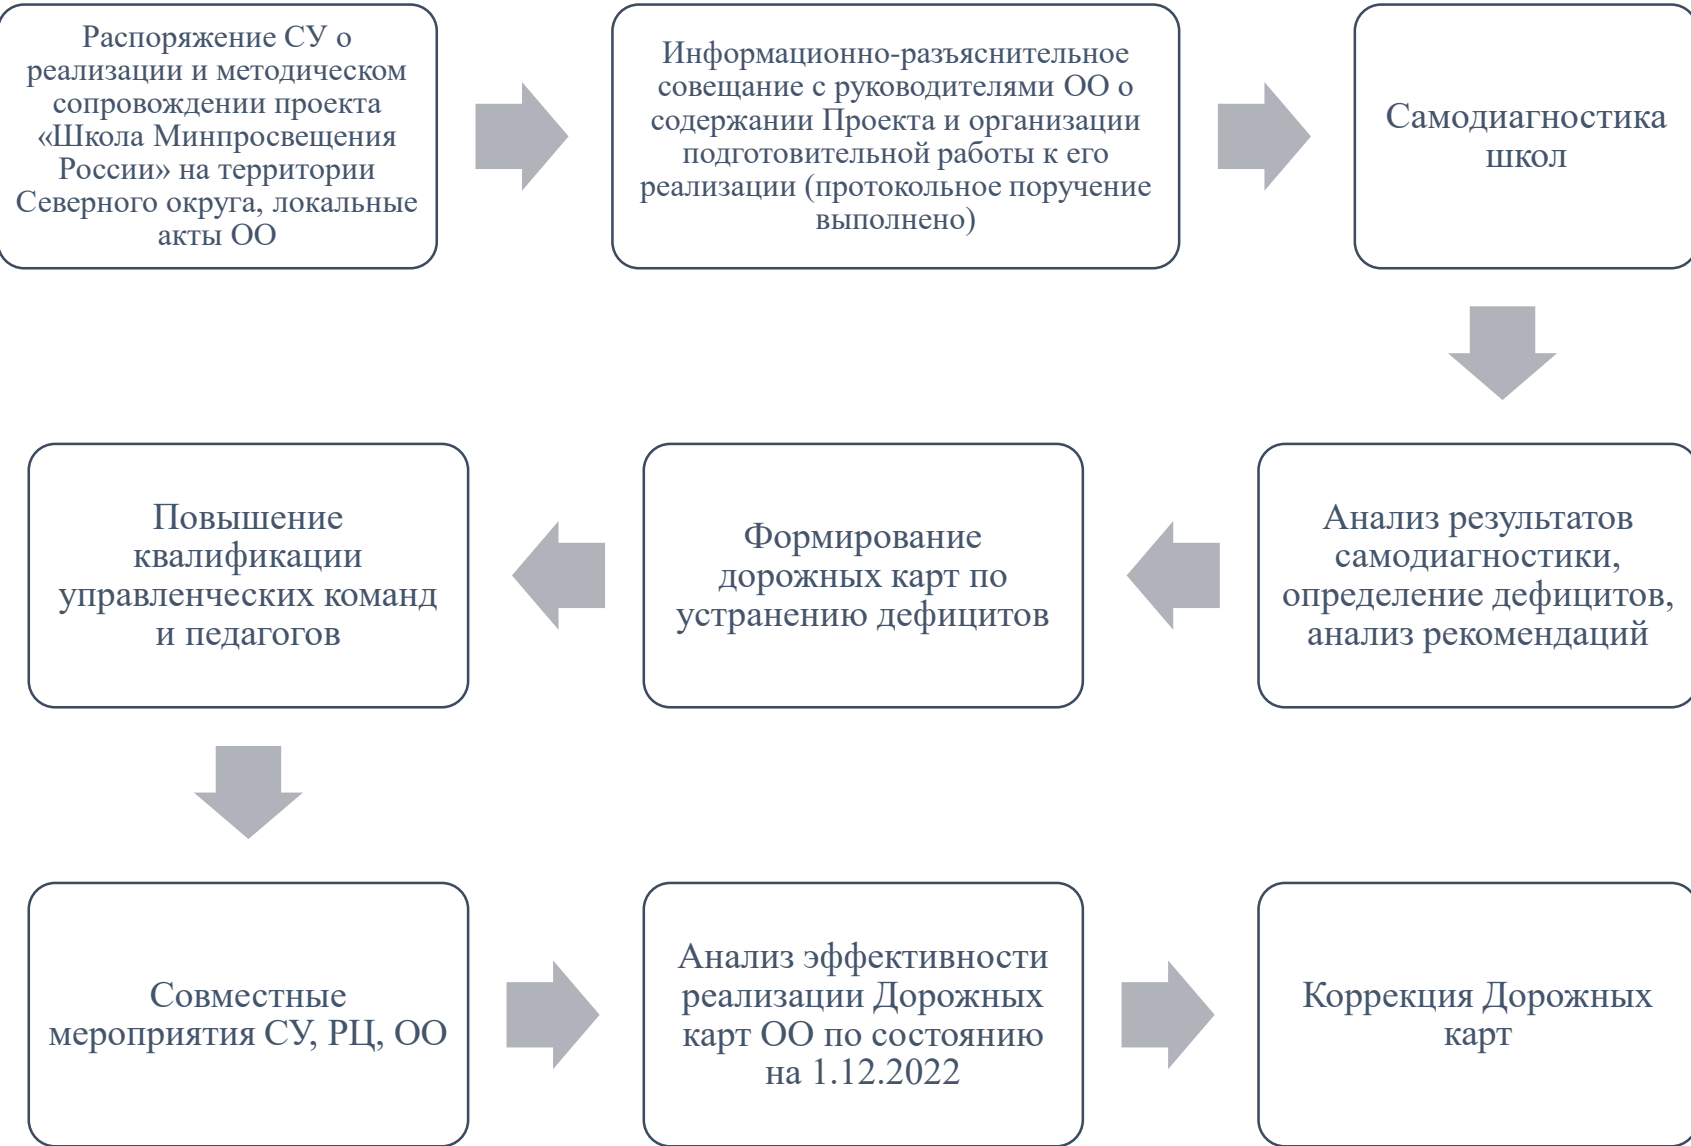 Распоряжение СУ о
реализации и методическом
сопровождении проекта
«Школа Минпросвещения
России» на территории
Северного округа, локальные
акты ОО
Информационно-разъяснительное
совещание с руководителями ОО о
содержании Проекта и организации
подготовительной работы к его
реализации (протокольное поручение
выполнено)
Самодиагностика
школ
Анализ результатов
самодиагностики,
определение дефицитов,
анализ рекомендаций
Формирование
дорожных карт по
устранению дефицитов
Повышение
квалификации
управленческих команд
и педагогов
Совместные
мероприятия СУ, РЦ, ОО
Анализ эффективности
реализации Дорожных
карт ОО по состоянию
на 1.12.2022
Коррекция Дорожных
карт